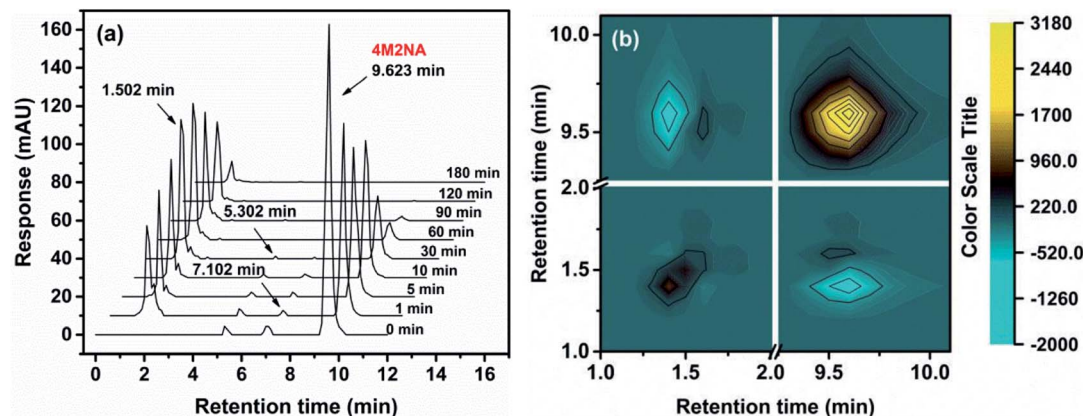 (a)
160
140
120
100
80
60
40
20
0
Response (mAU)
4M2NA
9.623 min
1.502 min
180 min
120 min
90 min
5.302 min
60 min
30 min
7.102 min
10 min
5 min
1 min
0 min
0 2 4 6 8 10 12 14 16
Retention time (min)
(b)
10.0
9.5
2.0
2.0
1.5
1.0
Retention time (min)
1.0 1.5 2.0 9.5 10.0
Retention time (min)
Color Scale Title
3180
2440
1700
960.0
220.0
-520.0
-1260
-2000